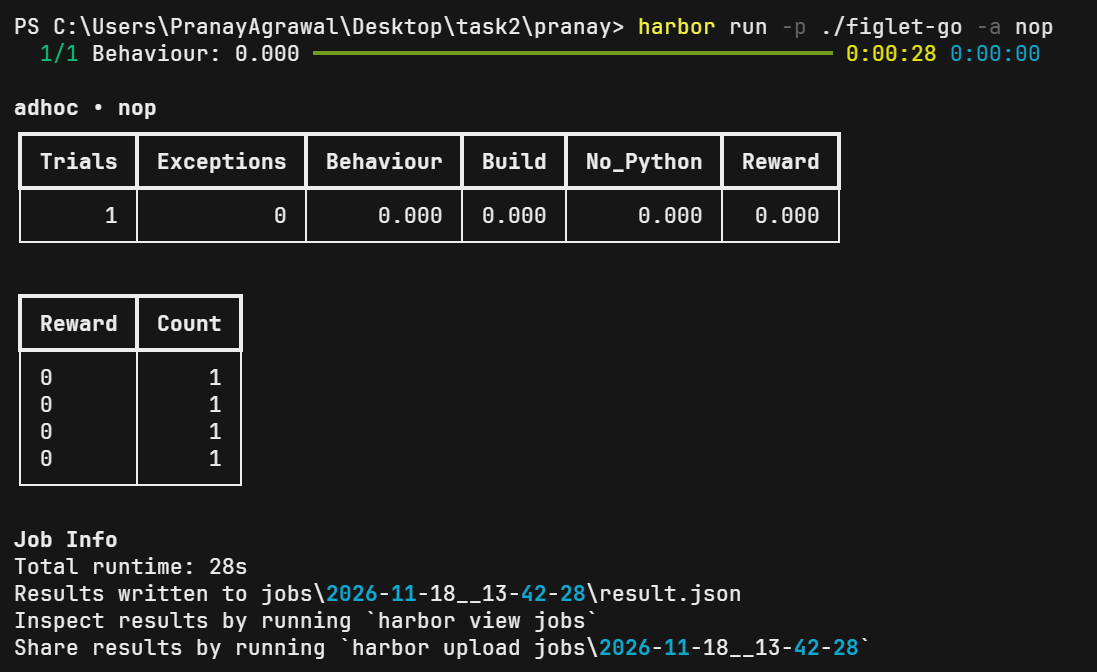 PS C:\Users\PranayAgrawal\Desktop\task2\pranay> harbor run -p ./figlet-go -a nop
1/1 Behaviour: 0.000 0:00:28 0:00:00
adhoc • nop
Trials Exceptions Behaviour Build No_Python Reward
1 0 0.000 0.000 0.000 0.000
Reward Count
0 1
0 1
0 1
0 1
Job Info
Total runtime: 28s
Results written to jobs\2026-11-18__13-42-28\result.json
Inspect results by running `harbor view jobs`
Share results by running `harbor upload jobs\2026-11-18__13-42-28`